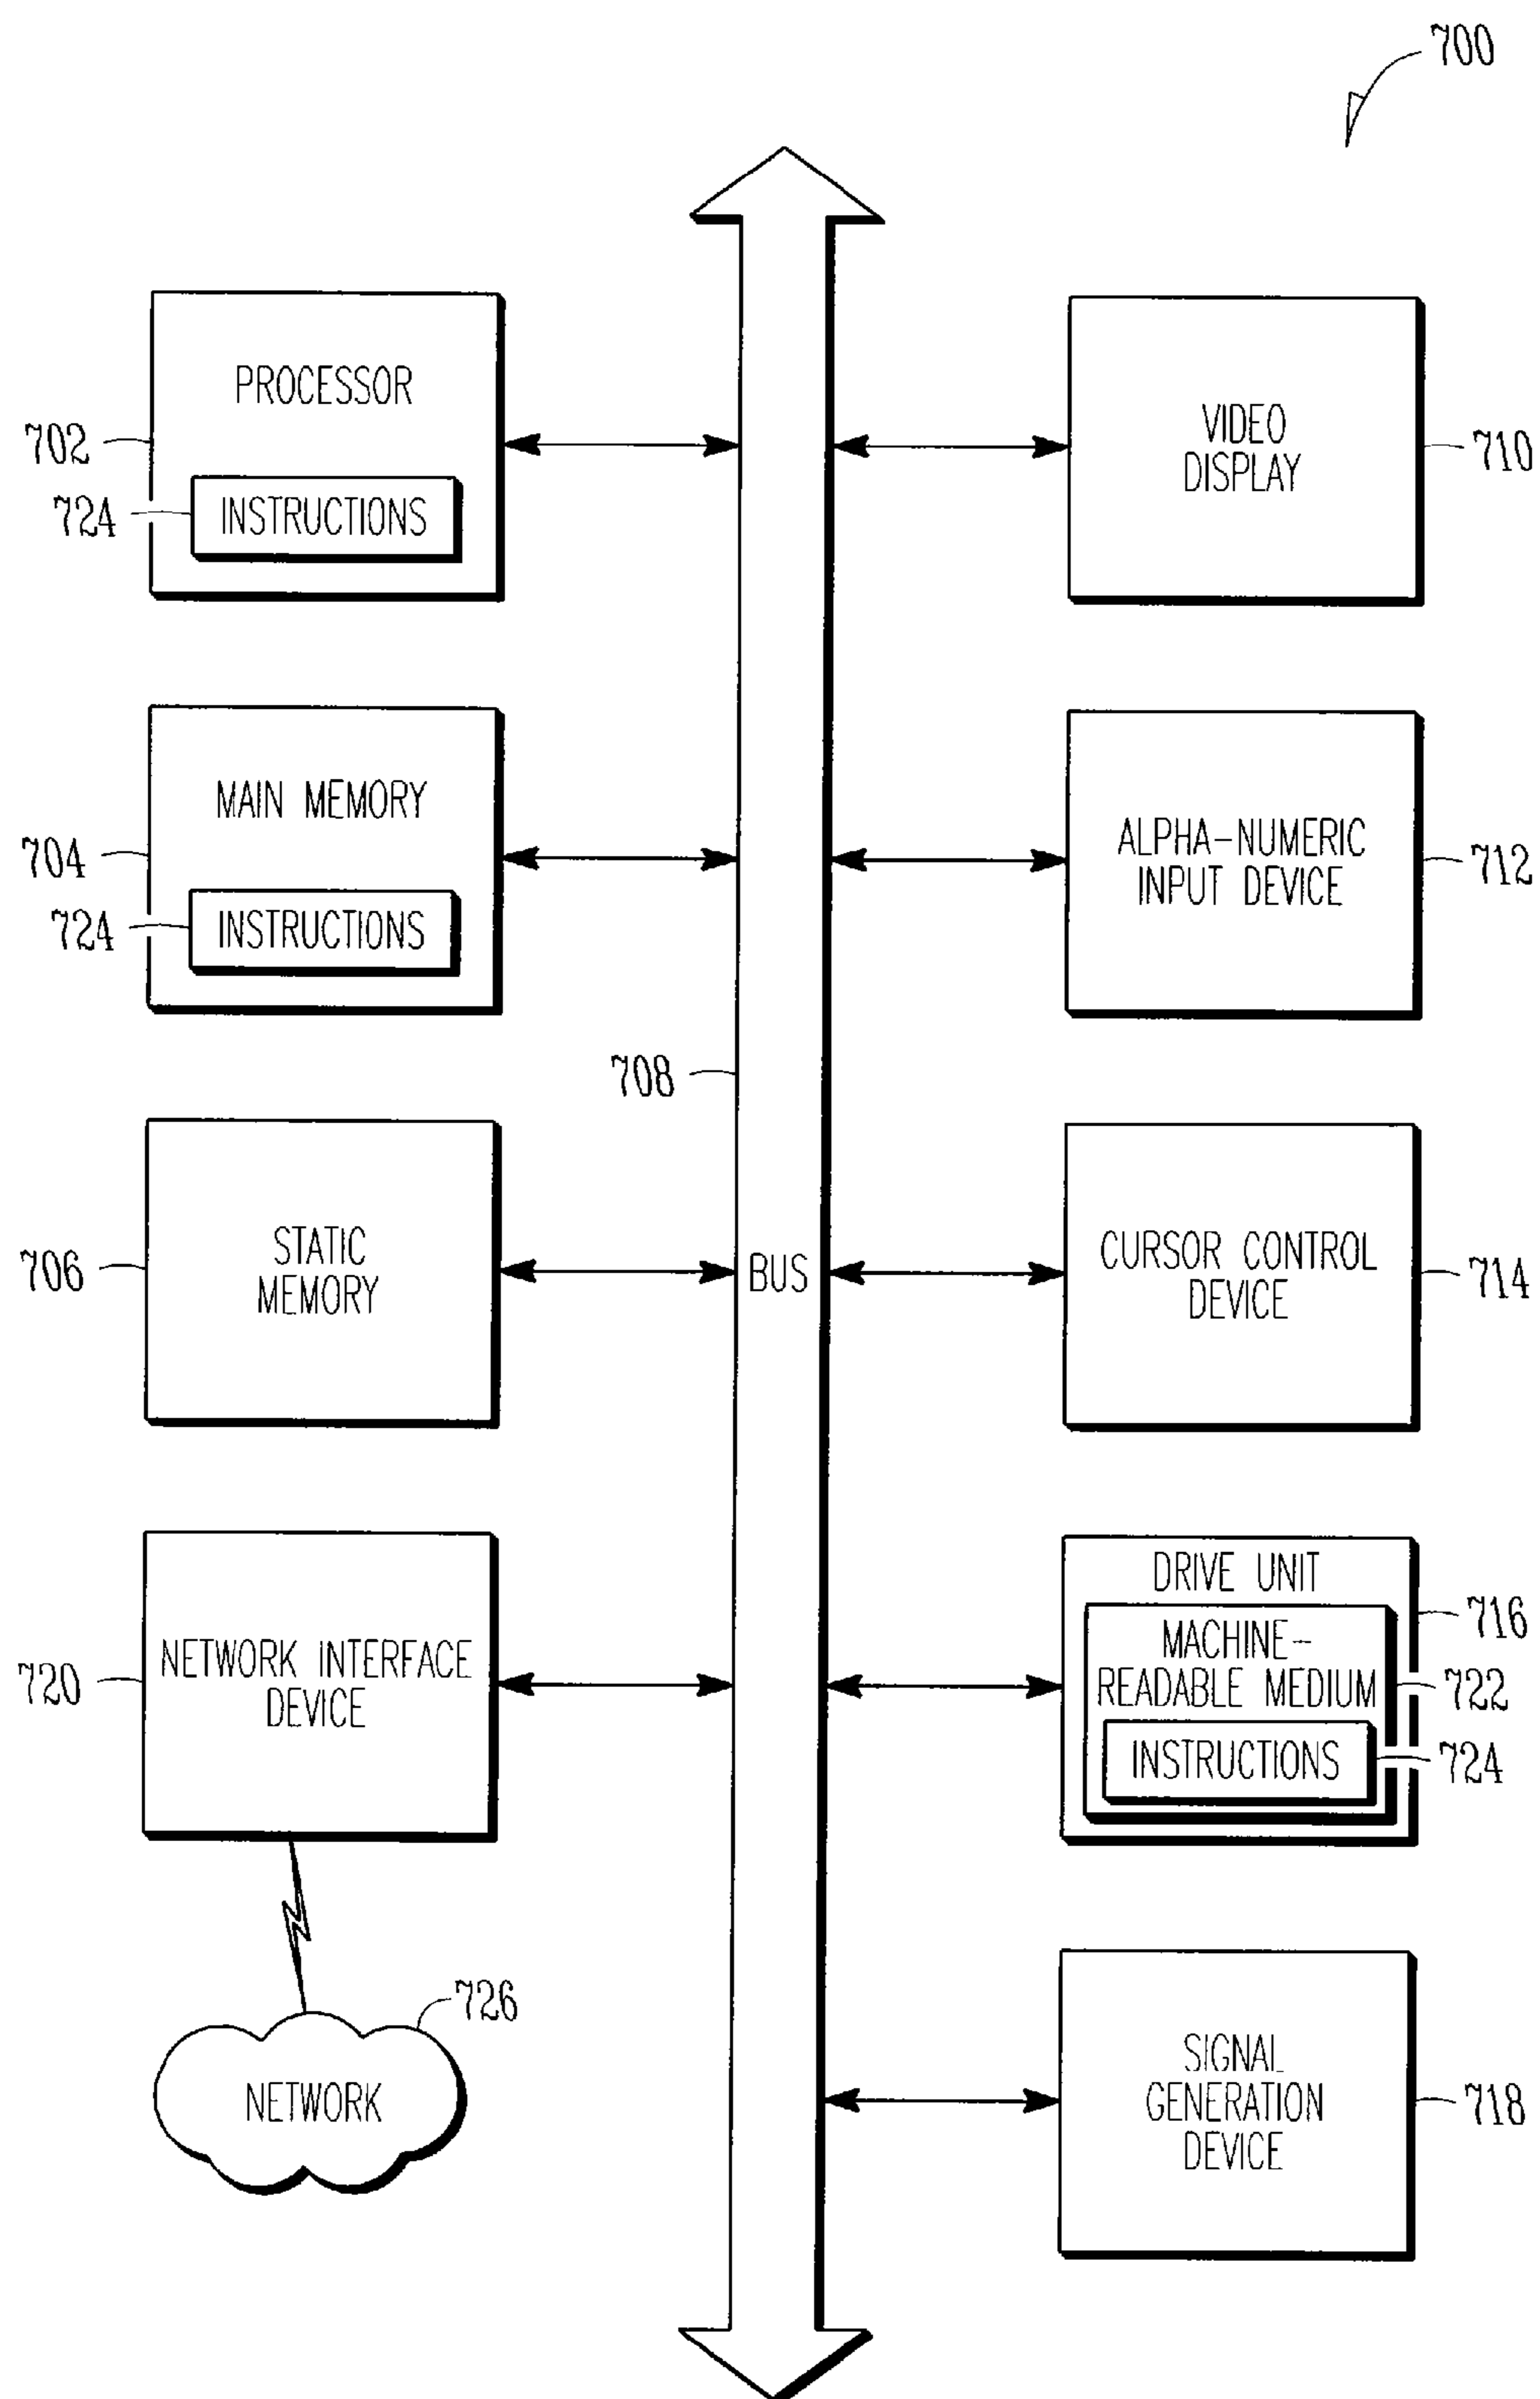 700
PROCESSOR
702
724
INSTRUCTIONS
VIDEO
DISPLAY
710
MAIN MEMORY
704
724
INSTRUCTIONS
ALPHA-NUMERIC
INPUT DEVICE
712
708
STATIC
MEMORY
706
BUS
CURSOR CONTROL
DEVICE
714
NETWORK INTERFACE
DEVICE
720
DRIVE UNIT
716
MACHINE-
READABLE MEDIUM
722
INSTRUCTIONS
724
726
NETWORK
SIGNAL
GENERATION
DEVICE
718